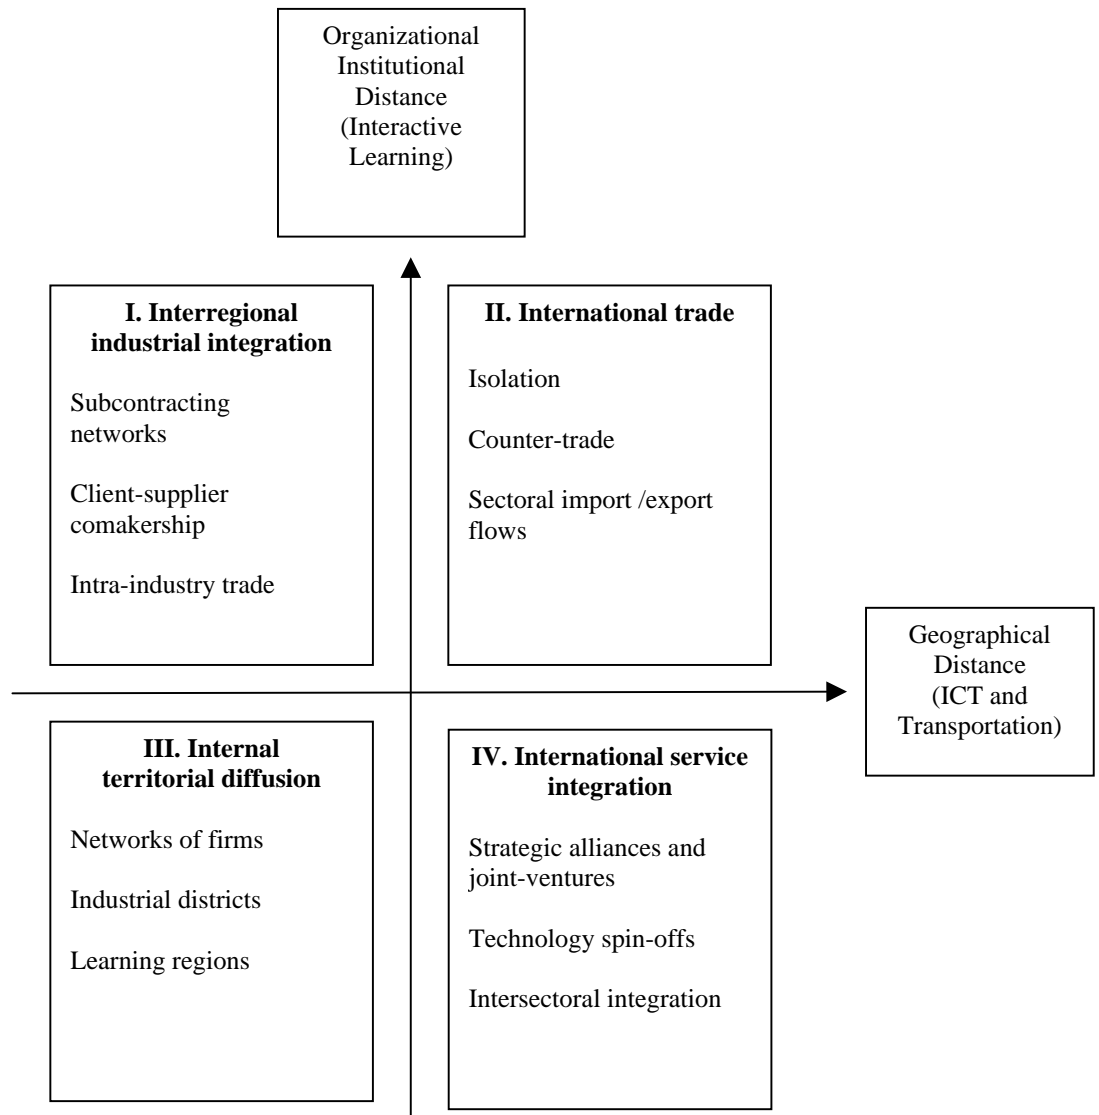 Organizational
Institutional
Distance
(Interactive
Learning)
I. Interregional
industrial integration
Subcontracting
networks
Client-supplier
comakership
Intra-industry trade
II. International trade
Isolation
Counter-trade
Sectoral import /export
flows
Geographical
Distance
(ICT and
Transportation)
III. Internal
territorial diffusion
Networks of firms
Industrial districts
Learning regions
IV. International service
integration
Strategic alliances and
joint-ventures
Technology spin-offs
Intersectoral integration